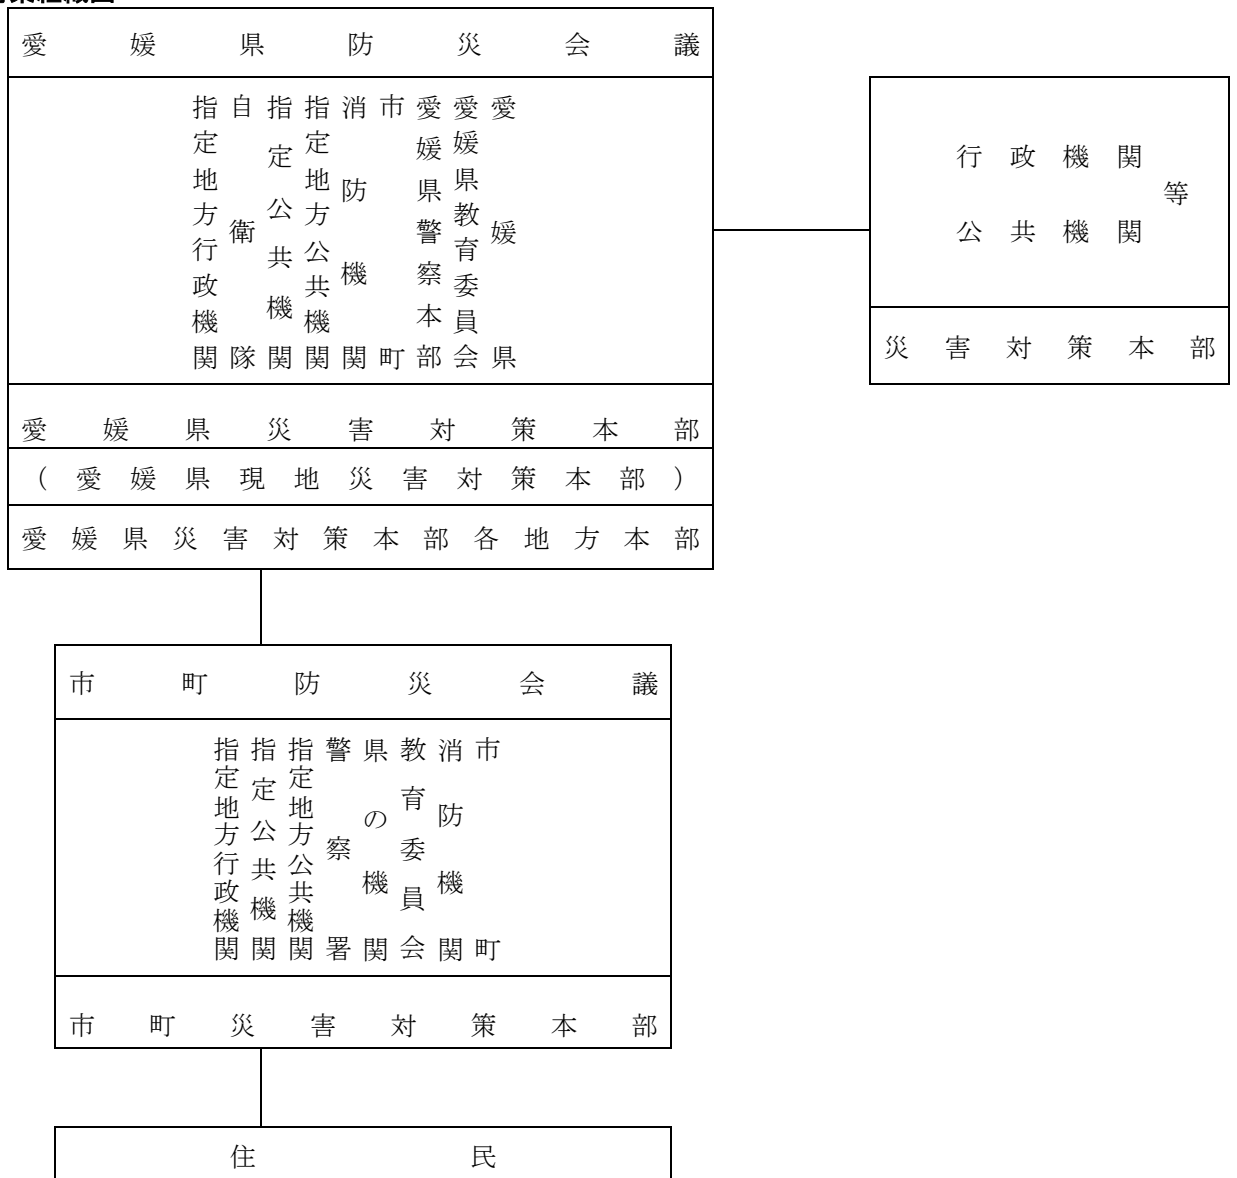 愛媛県防災会議
愛媛県
愛媛県教育委員会
愛媛県警察本部
市町
消防機関
指定地方公共機関
指定公共機関
自衛隊
指定地方行政機関
愛媛県災害対策本部
(愛媛県現地災害対策本部)
愛媛県災害対策本部各地方本部
行政機関
等
公共機関
災害対策本部
市町防災会議
市町
消防機関
教育委員会
県の機関
警察署
指定地方公共機関
指定公共機関
指定地方行政機関
市町災害対策本部
住民